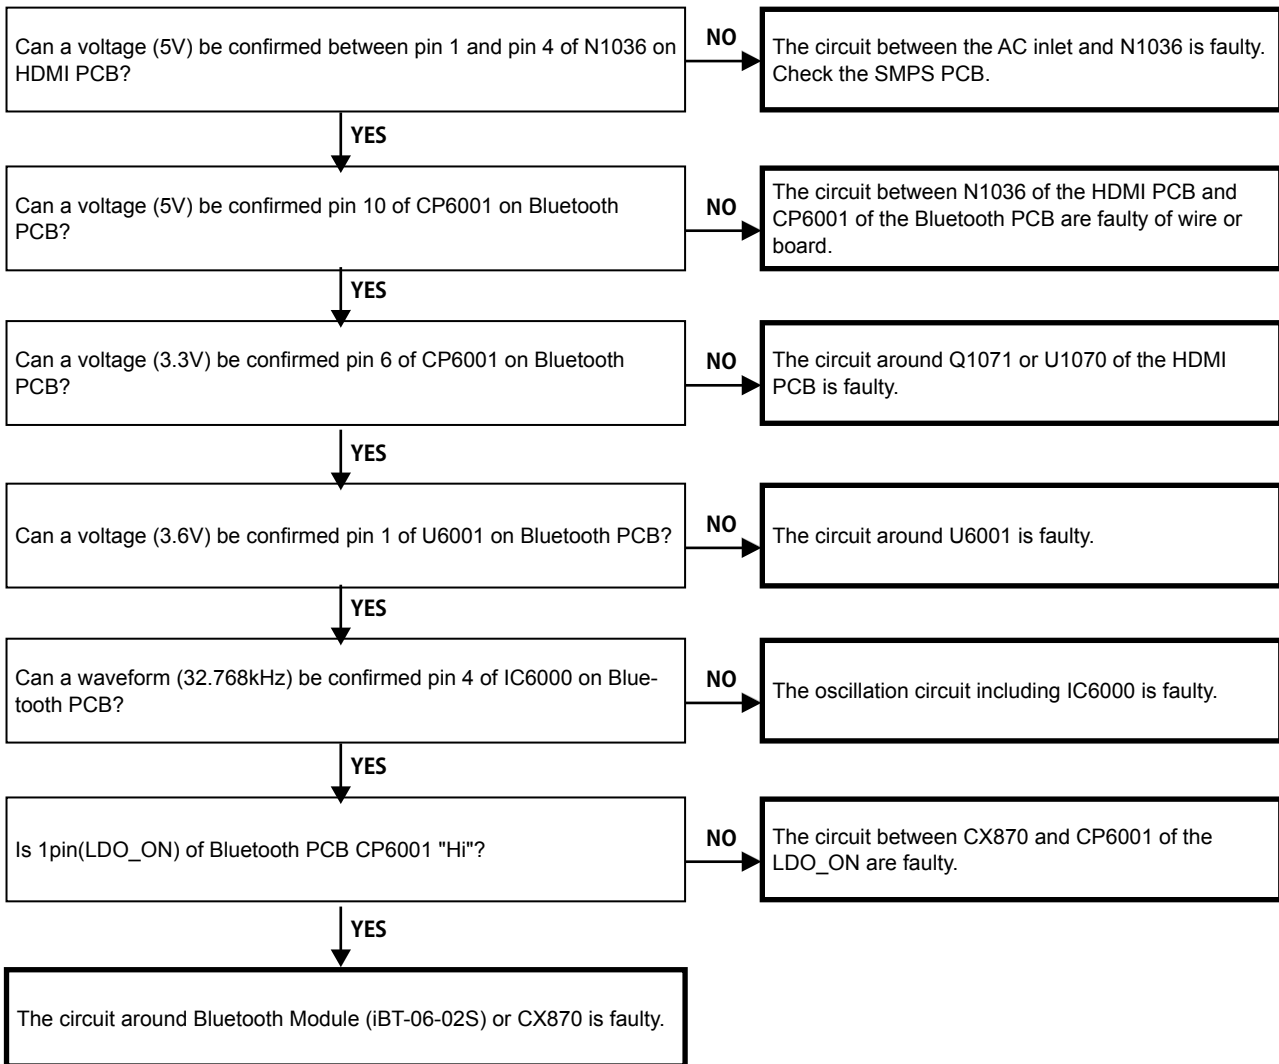 Can a voltage (5V) be confirmed between pin 1 and pin 4 of N1036 on
HDMI PCB?
NO
The circuit between the AC inlet and N1036 is faulty.
Check the SMPS PCB.
YES
Can a voltage (5V) be confirmed pin 10 of CP6001 on Bluetooth
PCB?
NO
The circuit between N1036 of the HDMI PCB and
CP6001 of the Bluetooth PCB are faulty of wire or
board.
YES
Can a voltage (3.3V) be confirmed pin 6 of CP6001 on Bluetooth
PCB?
NO
The circuit around Q1071 or U1070 of the HDMI
PCB is faulty.
YES
Can a voltage (3.6V) be confirmed pin 1 of U6001 on Bluetooth PCB?
NO
The circuit around U6001 is faulty.
YES
Can a waveform (32.768kHz) be confirmed pin 4 of IC6000 on Blue-
tooth PCB?
NO
The oscillation circuit including IC6000 is faulty.
YES
Is 1pin(LDO_ON) of Bluetooth PCB CP6001 "Hi"?
NO
The circuit between CX870 and CP6001 of the
LDO_ON are faulty.
YES
The circuit around Bluetooth Module (iBT-06-02S) or CX870 is faulty.